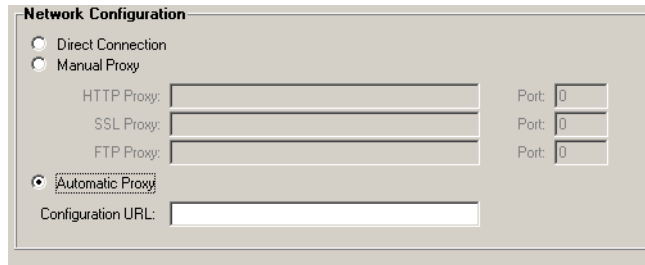 Network Configuration
Direct Connection
Manual Proxy
HTTP Proxy: Port: 0
SSL Proxy: Port: 0
FTP Proxy: Port: 0
Automatic Proxy
Configuration URL: